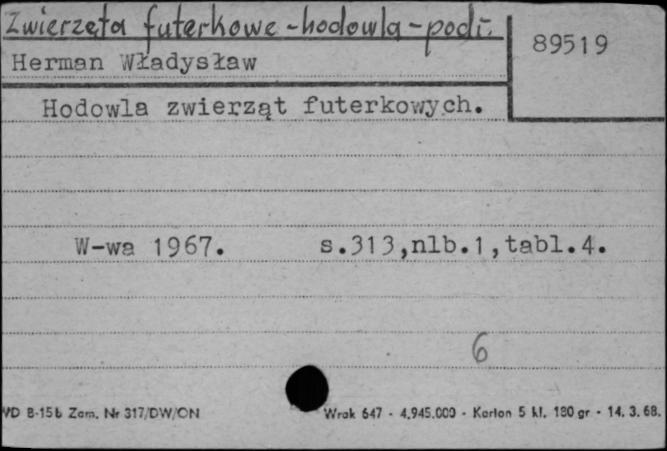 Zwierzęta futerkowe - hodowla - podr.
89519
Herman Władysław
Hodowla zwierząt futerkowych.
W-wa 1967. s.313,nlb.1,tabl.4.
6
WD B-15b Zam. Nr 317/DW/ON Wrak 647 - 4.945.000 - Karton 5 kl. 180 gr - 14. 3. 68.